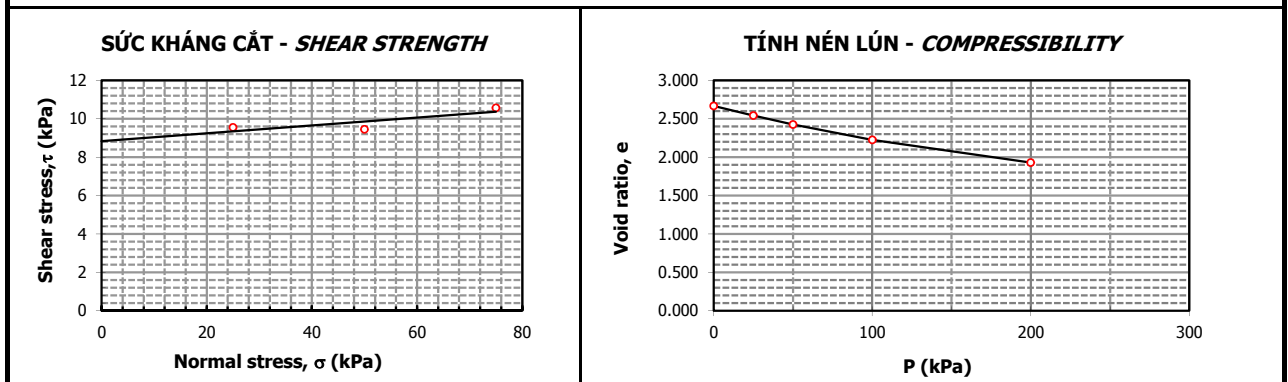 SỨC KHÁNG CẮT - SHEAR STRENGTH
12
10
8
6
4
2
0
Shear stress,τ (kPa)
0 20 40 60 80
Normal stress, σ (kPa)
TÍNH NÉN LÚN - COMPRESSIBILITY
3.000
2.500
2.000
1.500
1.000
0.500
0.000
Void ratio, e
0 100 200 300
P (kPa)